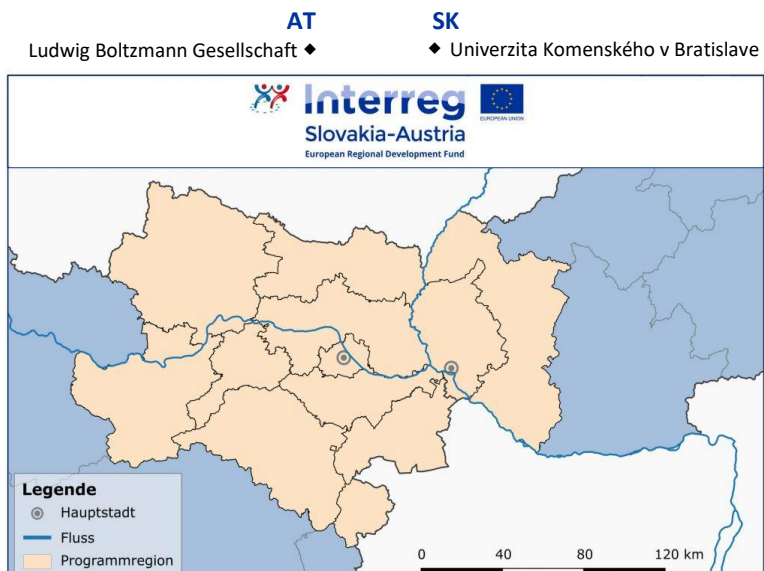 AT SK
Ludwig Boltzmann Gesellschaft ◆ ◆ Univerzita Komenského v Bratislave
Interreg
EUROPEAN UNION
Slovakia-Austria
European Regional Development Fund
Legende
Hauptstadt
Fluss
Programmregion
0 40 80 120 km